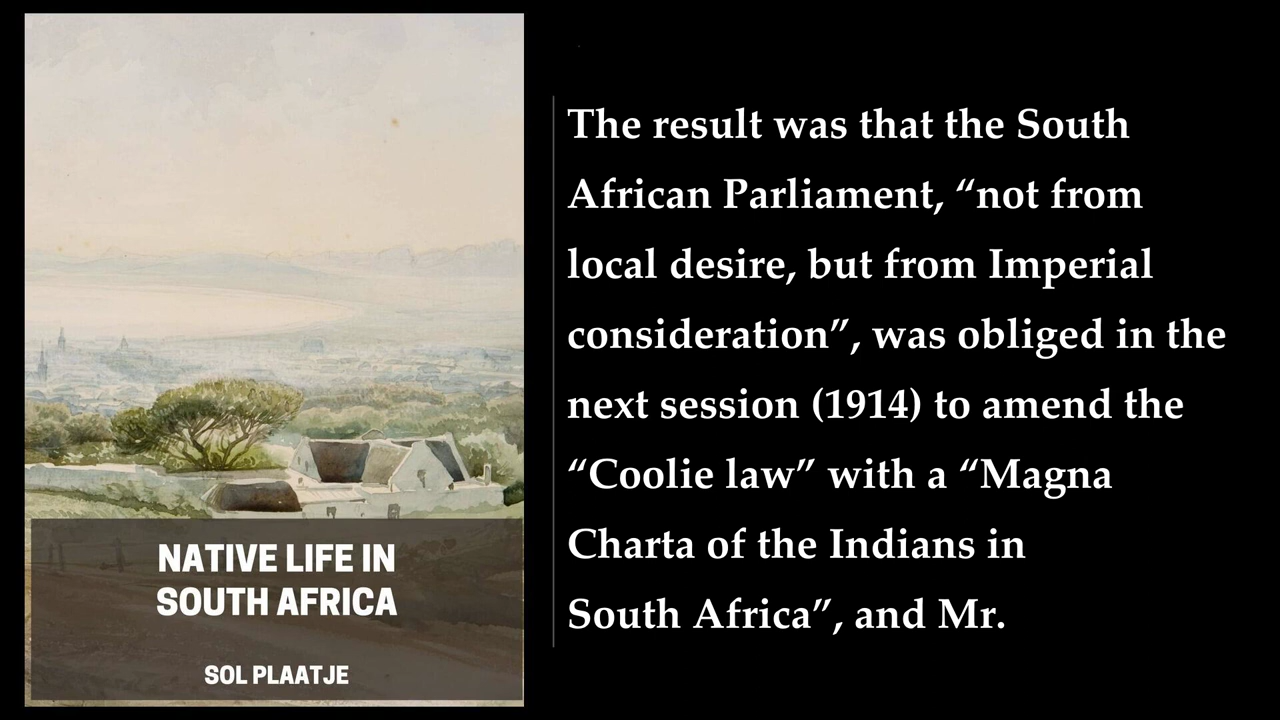 NATIVE LIFE IN
SOUTH AFRICA
SOL PLAATJE
The result was that the South
African Parliament, “not from
local desire, but from Imperial
consideration”, was obliged in the
next session (1914) to amend the
“Coolie law” with a “Magna
Charta of the Indians in
South Africa”, and Mr.